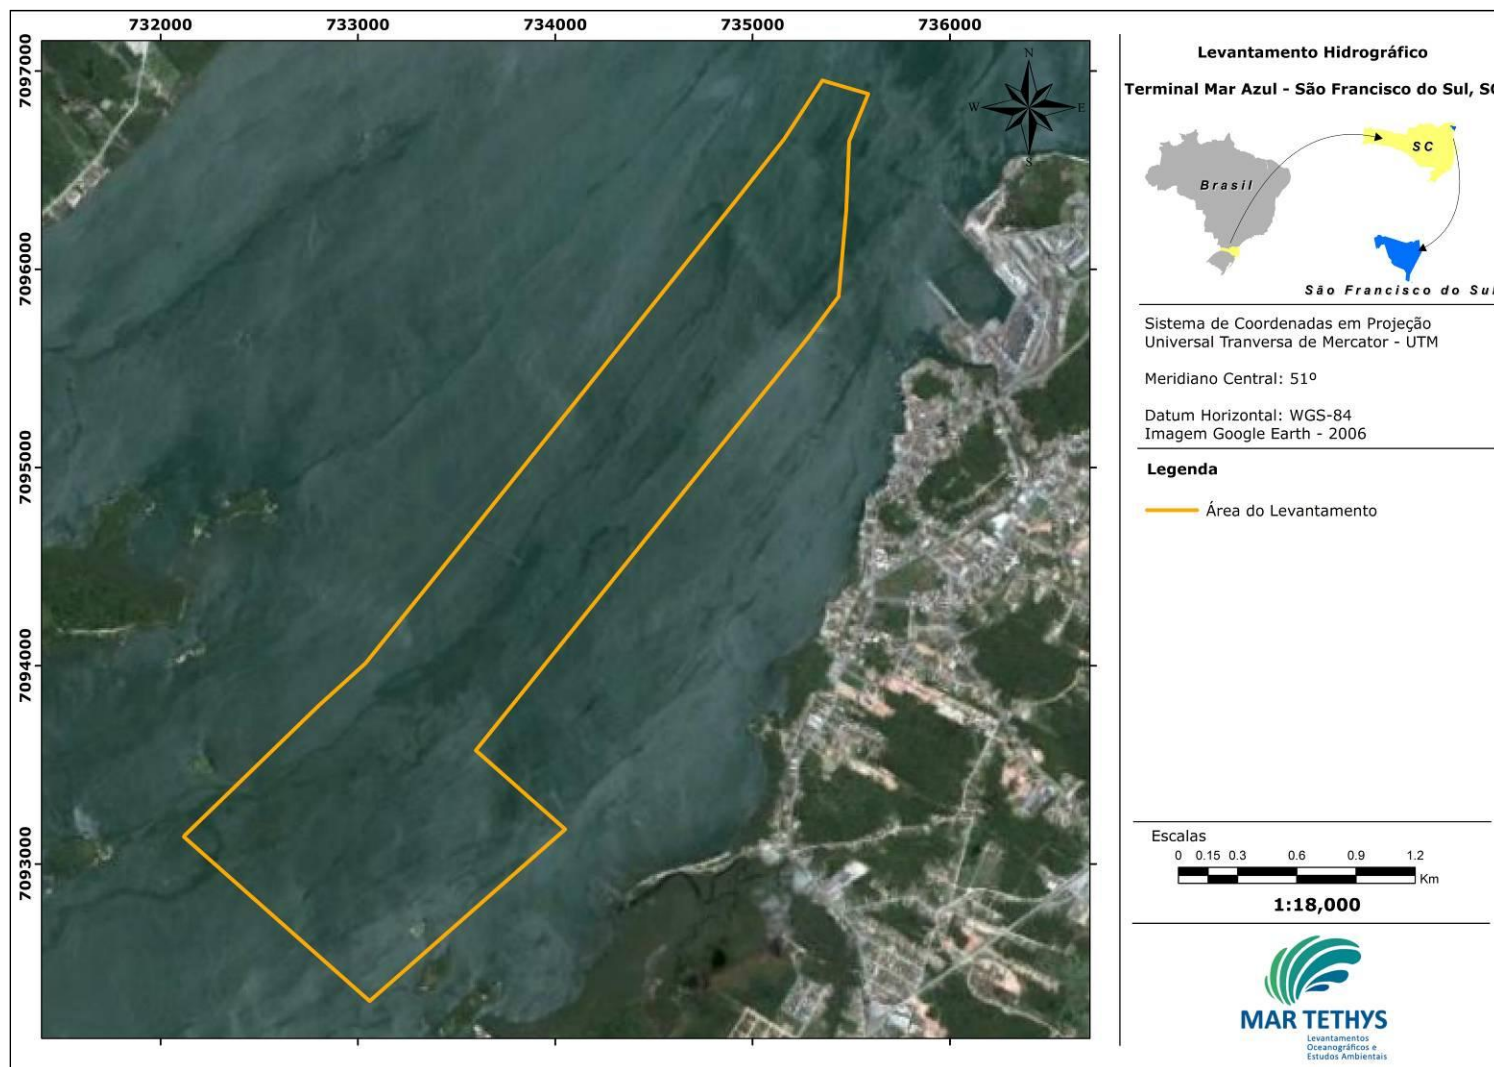 732000 733000 734000 735000 736000
7097000
7096000
7095000
7094000
7093000
N
W E
S
Levantamento Hidrográfico
Terminal Mar Azul - São Francisco do Sul, SC
Brasil
SC
São Francisco do Sul
Sistema de Coordenadas em Projeção
Universal Tranversa de Mercator - UTM
Meridiano Central: 51º
Datum Horizontal: WGS-84
Imagem Google Earth - 2006
Legenda
Área do Levantamento
Escalas
0 0.15 0.3 0.6 0.9 1.2
Km
1:18,000
MAR TETHYS
Levantamentos
Oceanográficos e
Estudos Ambientais